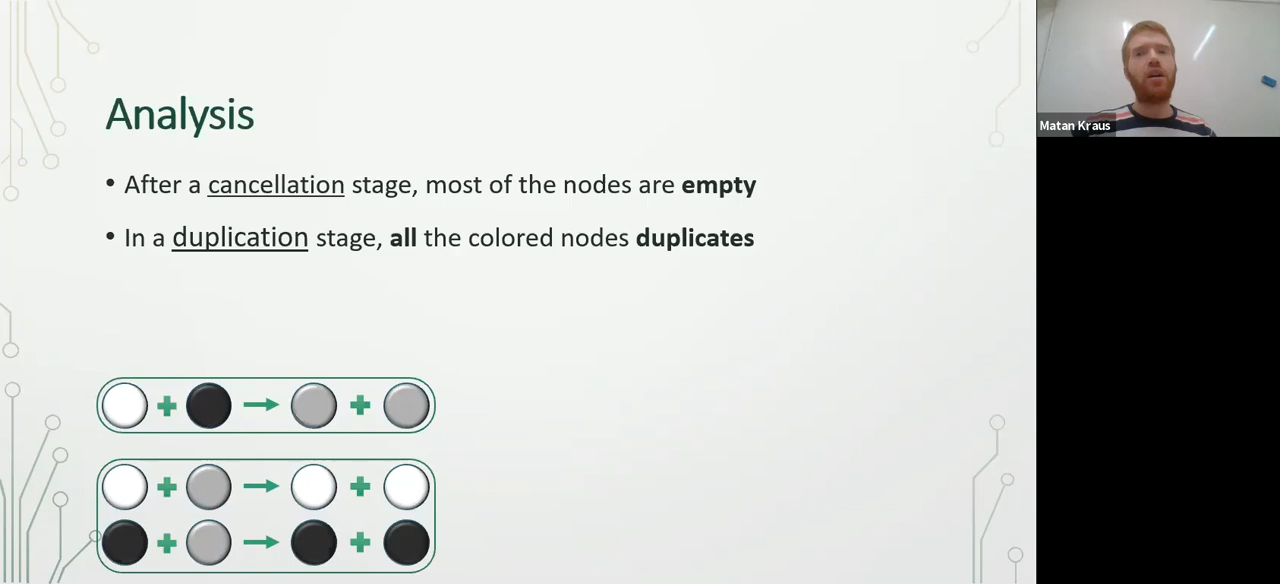 Analysis
• After a cancellation stage, most of the nodes are empty
• In a duplication stage, all the colored nodes duplicates
Matan Kraus